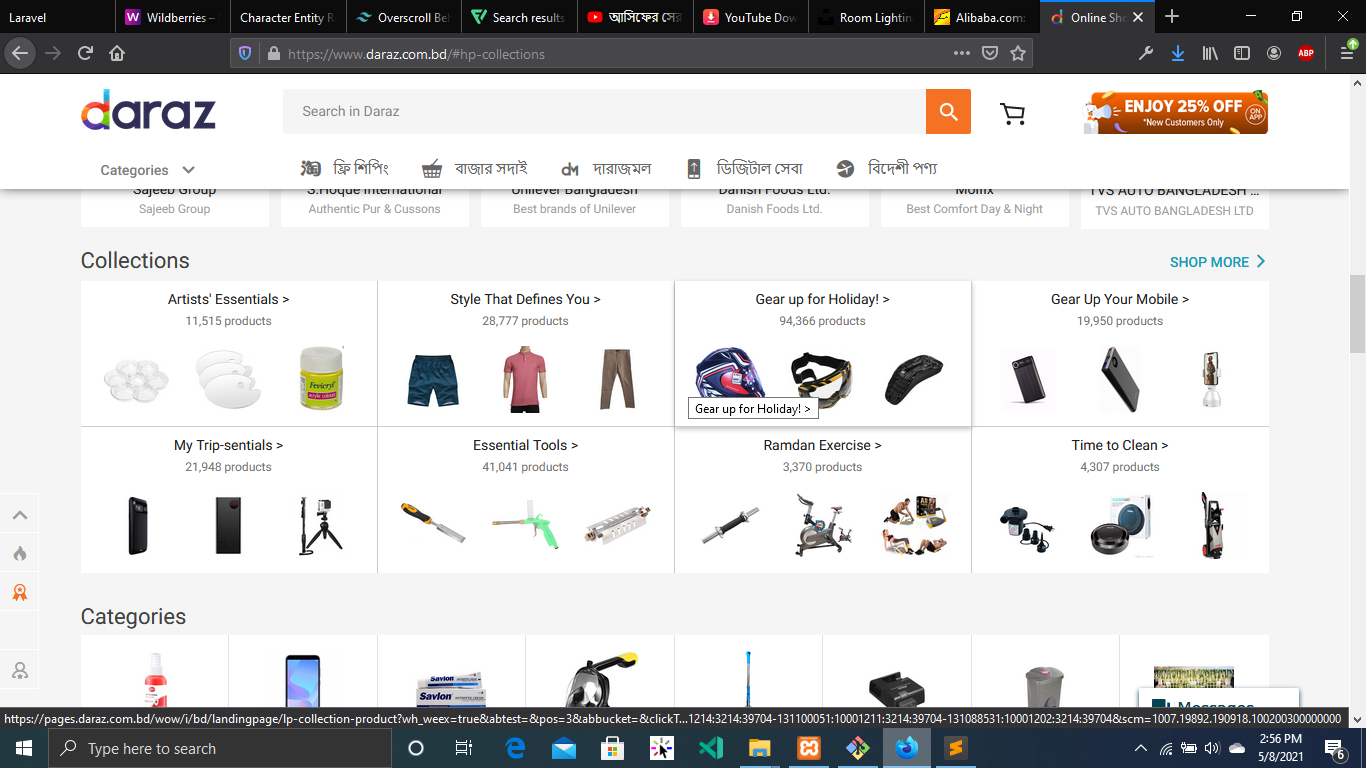 Laravel
Wildberries –
Character Entity R
Overscroll Be
Search results
আসিফের সের
YouTube Dow
Room Lightin
Alibaba.com:
Online Sho
https://www.daraz.com.bd/#hp-collections
ABP
daraz
Search in Daraz
ENJOY 25% OFF
*New Customers Only
ON APP
Categories
ফ্রি শিপিং
বাজার সদাই
dm দারাজমল
ডিজিটাল সেবা
বিদেশী পণ্য
Sajeeb Group
S.Hoque International
Unilever Bangladesh
Danish Foods Ltd.
Momix
TVS AUTO BANGLADESH ...
Sajeeb Group
Authentic Pur & Cussons
Best brands of Unilever
Danish Foods Ltd.
Best Comfort Day & Night
TVS AUTO BANGLADESH LTD
Collections
SHOP MORE
Artists' Essentials >
11,515 products
Style That Defines You >
28,777 products
Gear up for Holiday! >
94,366 products
Gear Up Your Mobile >
19,950 products
Fevicryl
acrylic colours
Gear up for Holiday! >
My Trip-sentials >
21,948 products
Essential Tools >
41,041 products
Ramdan Exercise >
3,370 products
Time to Clean >
4,307 products
Categories
Savlon
Savlon
Messages
https://pages.daraz.com.bd/wow/i/bd/landingpage/lp-collection-product?wh_weex=true&abtest=&pos=3&abbucket=&clickT...1214:3214:39704-131100051:10001211:3214:39704-131088531:10001202:3214:39704&scm=1007.19892.190918.100200300000000
Type here to search
2:56 PM
5/8/2021
6